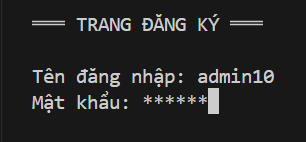 ═══ TRANG ĐĂNG KÝ ═══
Tên đăng nhập: admin10
Mật khẩu: ******